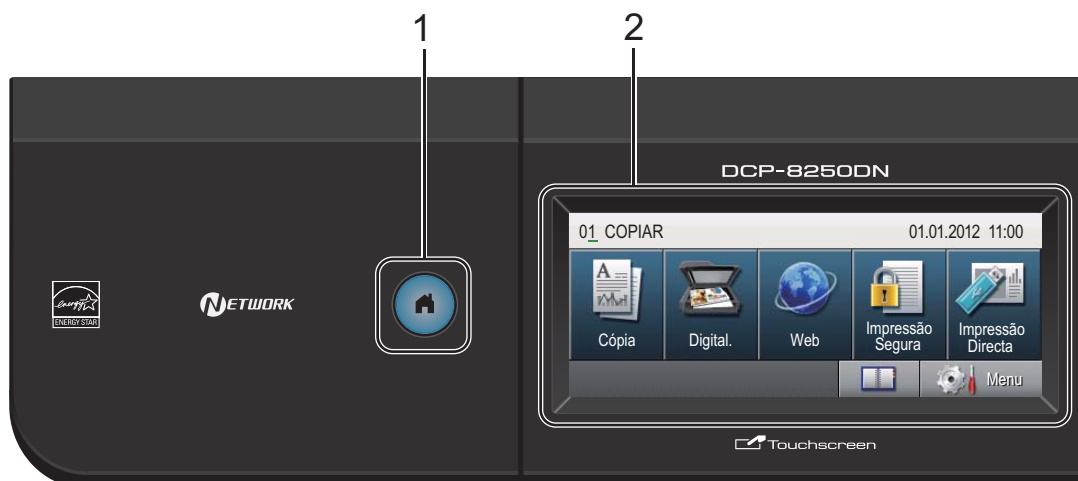 1
2
DCP-8250DN
01 COPIAR 01.01.2012 11:00
Cópia
Digital.
Web
Impressão
Segura
Impressão
Directa
Menu
energy
ENERGY STAR
NETWORK
Touchscreen